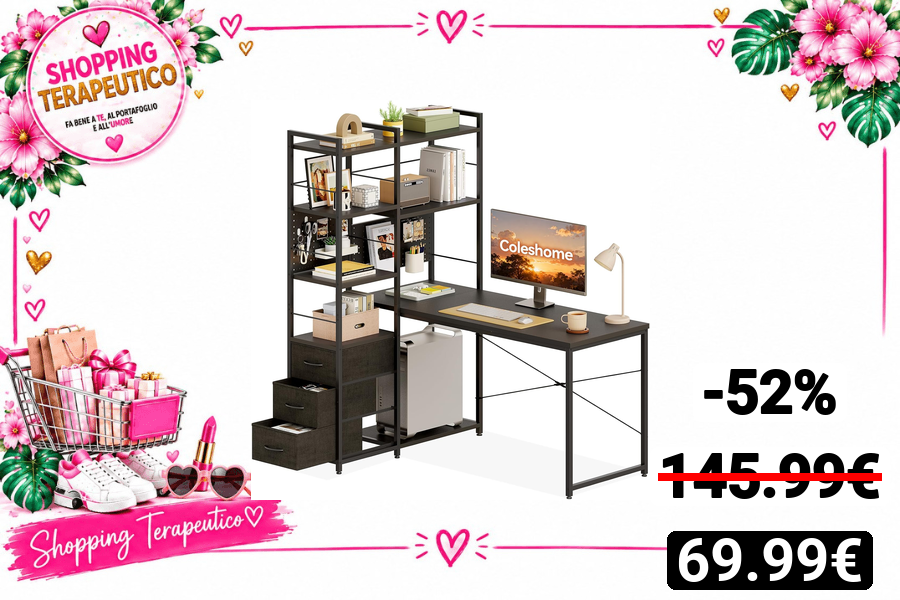 SHOPPING
TERAPEUTICO
FA BENE A TE, AL PORTAFOGLIO
E ALL'UMORE
Coleshome
-52%
145.99€
69.99€
Shopping Terapeutico